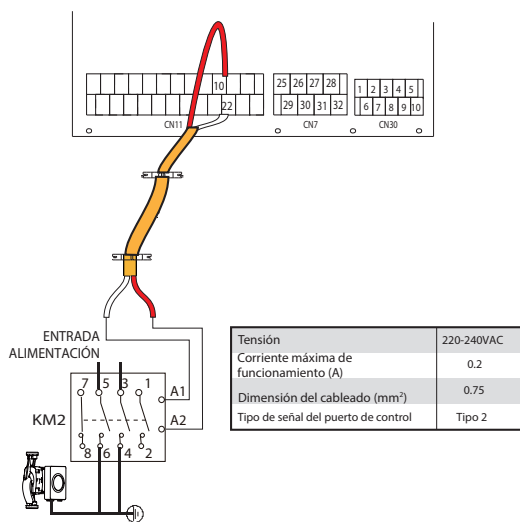 10
22
CN11
25 26 27 28
29 30 31 32
CN7
1 2 3 4 5
6 7 8 9 10
CN30
ENTRADA
ALIMENTACIÓN
7 5 3 1
A1
KM2
A2
8 6 4 2
Tensión 220-240VAC
Corriente máxima de
funcionamiento (A) 0.2
Dimensión del cableado (mm²) 0.75
Tipo de señal del puerto de control Tipo 2